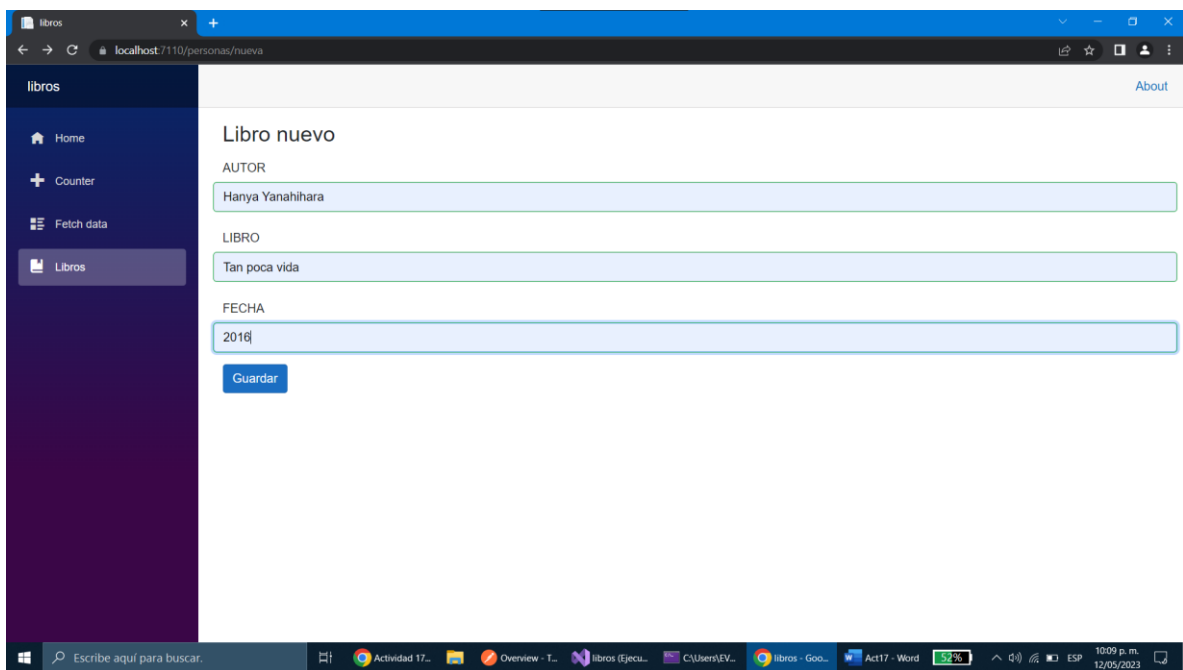 libros
localhost:7110/personas/nueva
libros
About
Home
Counter
Fetch data
Libros
Libro nuevo
AUTOR
Hanya Yanahihara
LIBRO
Tan poca vida
FECHA
2016
Guardar
Escribe aquí para buscar.
Actividad 17...
Overview - T...
libros (Ejecu...
C:\Users\EV...
libros - Goo...
Act17 - Word
52%
ESP
10:09 p. m.
12/05/2023